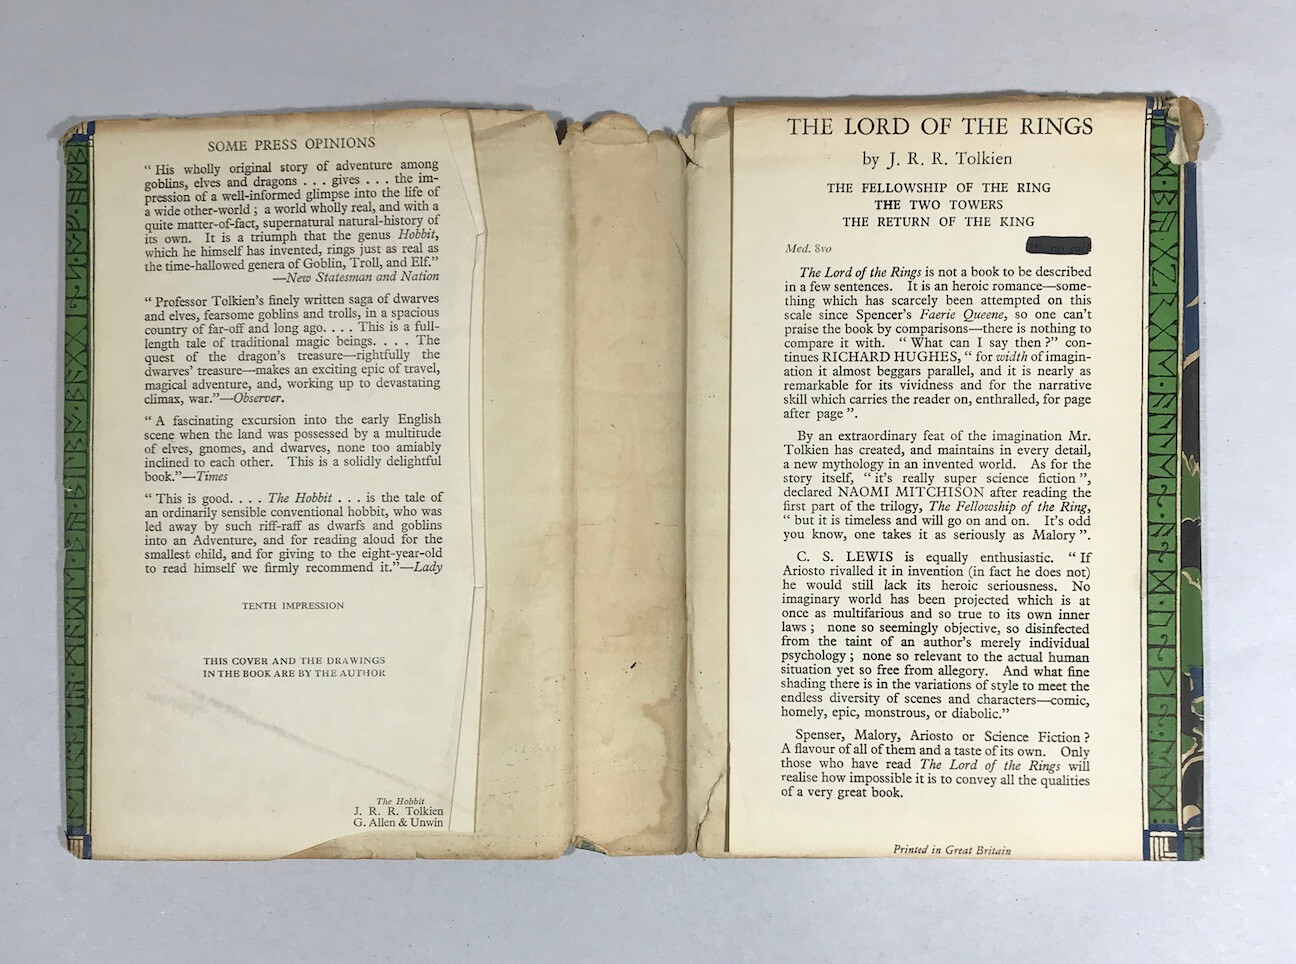 SOME PRESS OPINIONS
“ His wholly original story of adventure among
goblins, elves and dragons . . . gives . . . the im-
pression of a well-informed glimpse into the life of
a wide other-world ; a world wholly real, and with a
quite matter-of-fact, supernatural natural-history of
its own. It is a triumph that the genus Hobbit,
which he himself has invented, rings just as real as
the time-hallowed genera of Goblin, Troll, and Elf.”
—New Statesman and Nation
“ Professor Tolkien’s finely written saga of dwarves
and elves, fearsome goblins and trolls, in a spacious
country of far-off and long ago. . . . This is a full-
length tale of traditional magic beings. . . . The
quest of the dragon’s treasure—rightfully the
dwarves’ treasure—makes an exciting epic of travel,
magical adventure, and, working up to devastating
climax, war.”—Observer.
“ A fascinating excursion into the early English
scene when the land was possessed by a multitude
of elves, gnomes, and dwarves, none too amiably
inclined to each other. This is a solidly delightful
book.”—Times
“ This is good. . . . The Hobbit . . . is the tale of
an ordinarily sensible conventional hobbit, who was
led away by such riff-raff as dwarfs and goblins
into an Adventure, and for reading aloud for the
smallest child, and for giving to the eight-year-old
to read himself we firmly recommend it.”—Lady
TENTH IMPRESSION
THIS COVER AND THE DRAWINGS
IN THE BOOK ARE BY THE AUTHOR
The Hobbit
J. R. R. Tolkien
G. Allen & Unwin
THE LORD OF THE RINGS
by J. R. R. Tolkien
THE FELLOWSHIP OF THE RING
THE TWO TOWERS
THE RETURN OF THE KING
Med. 8vo
The Lord of the Rings is not a book to be described
in a few sentences. It is an heroic romance—some-
thing which has scarcely been attempted on this
scale since Spencer’s Faerie Queene, so one can’t
praise the book by comparisons—there is nothing to
compare it with. “ What can I say then ?” con-
tinues RICHARD HUGHES, “ for width of imagin-
ation it almost beggars parallel, and it is nearly as
remarkable for its vividness and for the narrative
skill which carries the reader on, enthralled, for page
after page ”.
By an extraordinary feat of the imagination Mr.
Tolkien has created, and maintains in every detail,
a new mythology in an invented world. As for the
story itself, “ it’s really super science fiction ”,
declared NAOMI MITCHISON after reading the
first part of the trilogy, The Fellowship of the Ring,
“ but it is timeless and will go on and on. It’s odd
you know, one takes it as seriously as Malory ”.
C. S. LEWIS is equally enthusiastic. “ If
Ariosto rivalled it in invention (in fact he does not)
he would still lack its heroic seriousness. No
imaginary world has been projected which is at
once as multifarious and so true to its own inner
laws ; none so seemingly objective, so disinfected
from the taint of an author’s merely individual
psychology ; none so relevant to the actual human
situation yet so free from allegory. And what fine
shading there is in the variations of style to meet the
endless diversity of scenes and characters—comic,
homely, epic, monstrous, or diabolic.”
Spenser, Malory, Ariosto or Science Fiction ?
A flavour of all of them and a taste of its own. Only
those who have read The Lord of the Rings will
realise how impossible it is to convey all the qualities
of a very great book.
Printed in Great Britain